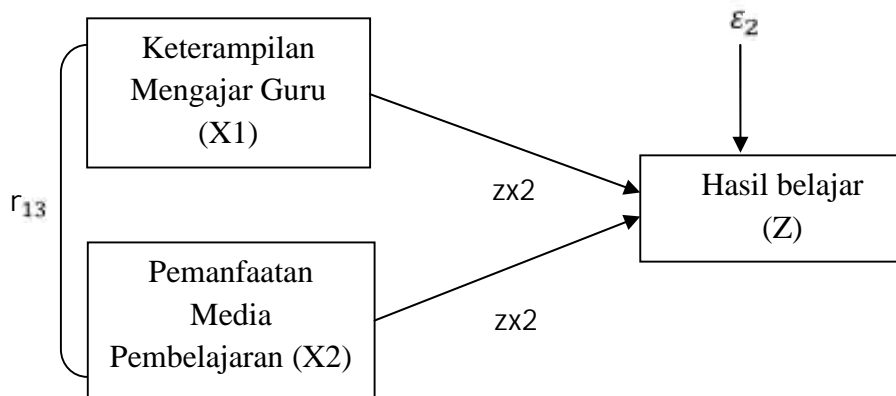 ε₂
Keterampilan
Mengajar Guru
(X1)
zx2
Hasil belajar
(Z)
r₁₃
Pemanfaatan
Media
Pembelajaran (X2)
zx2